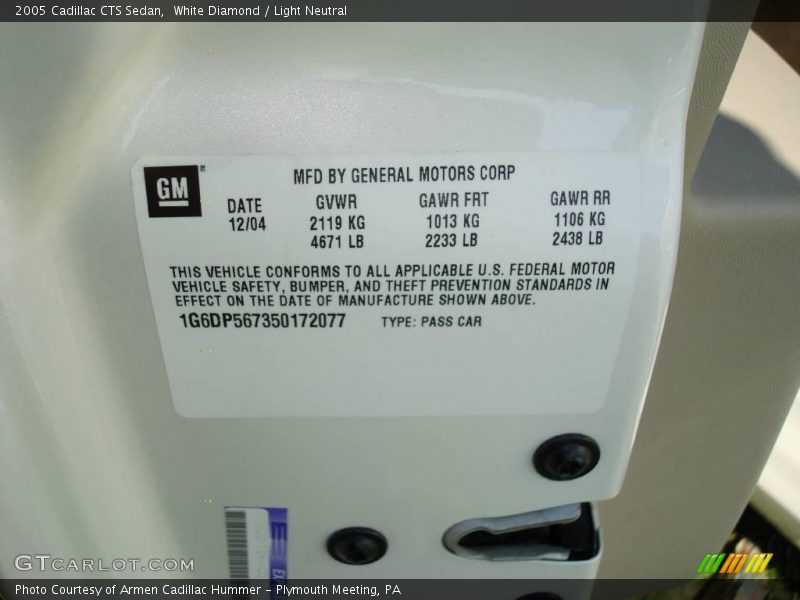 2005 Cadillac CTS Sedan, White Diamond / Light Neutral
GM
MFD BY GENERAL MOTORS CORP
DATE GVWR GAWR FRT GAWR RR
12/04 2119 KG 1013 KG 1106 KG
4671 LB 2233 LB 2438 LB
THIS VEHICLE CONFORMS TO ALL APPLICABLE U.S. FEDERAL MOTOR
VEHICLE SAFETY, BUMPER, AND THEFT PREVENTION STANDARDS IN
EFFECT ON THE DATE OF MANUFACTURE SHOWN ABOVE.
1G6DP567350172077 TYPE: PASS CAR
GTCARLOT.COM
Photo Courtesy of Armen Cadillac Hummer - Plymouth Meeting, PA